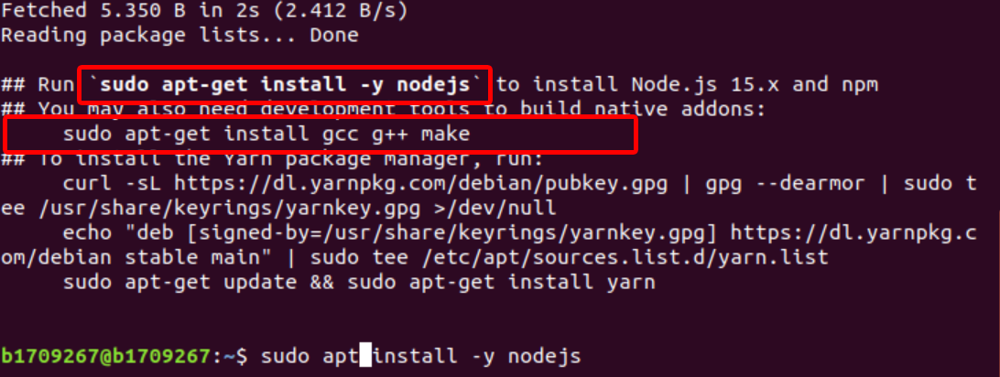 Fetched 5.350 B in 2s (2.412 B/s)
Reading package lists... Done
## Run `sudo apt-get install -y nodejs` to install Node.js 15.x and npm
## You may also need development tools to build native addons:
     sudo apt-get install gcc g++ make
## To install the Yarn package manager, run:
     curl -sL https://dl.yarnpkg.com/debian/pubkey.gpg | gpg --dearmor | sudo t
ee /usr/share/keyrings/yarnkey.gpg >/dev/null
     echo "deb [signed-by=/usr/share/keyrings/yarnkey.gpg] https://dl.yarnpkg.c
om/debian stable main" | sudo tee /etc/apt/sources.list.d/yarn.list
     sudo apt-get update && sudo apt-get install yarn
b1709267@b1709267:~$ sudo apt install -y nodejs